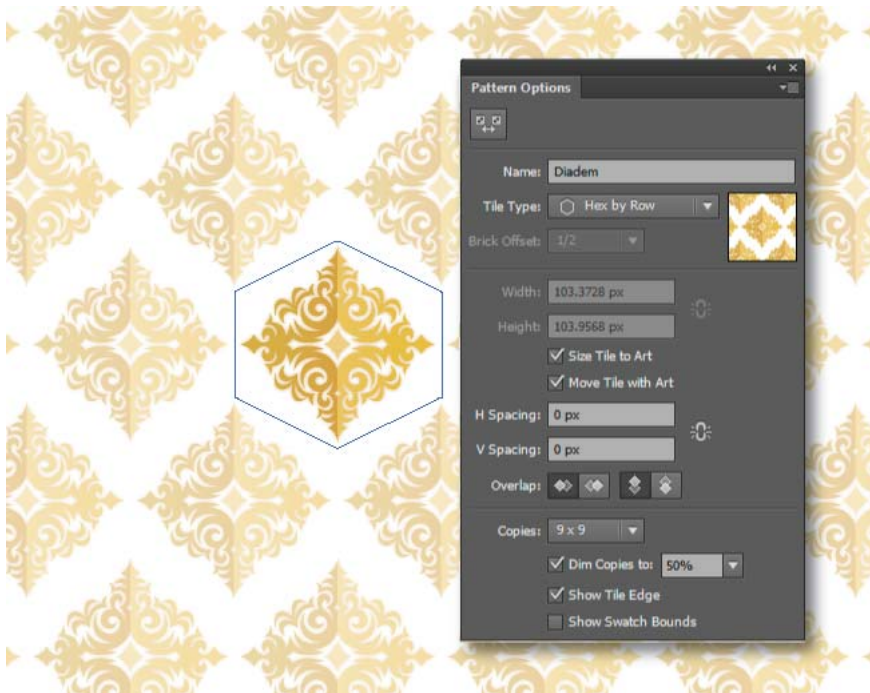 Pattern Options
Name: Diadem
Tile Type: Hex by Row
Brick Offset: 1/2
Width: 103.3728 px
Height: 103.9568 px
Size Tile to Art
Move Tile with Art
H Spacing: 0 px
V Spacing: 0 px
Overlap:
Copies: 9 x 9
Dim Copies to: 50%
Show Tile Edge
Show Swatch Bounds